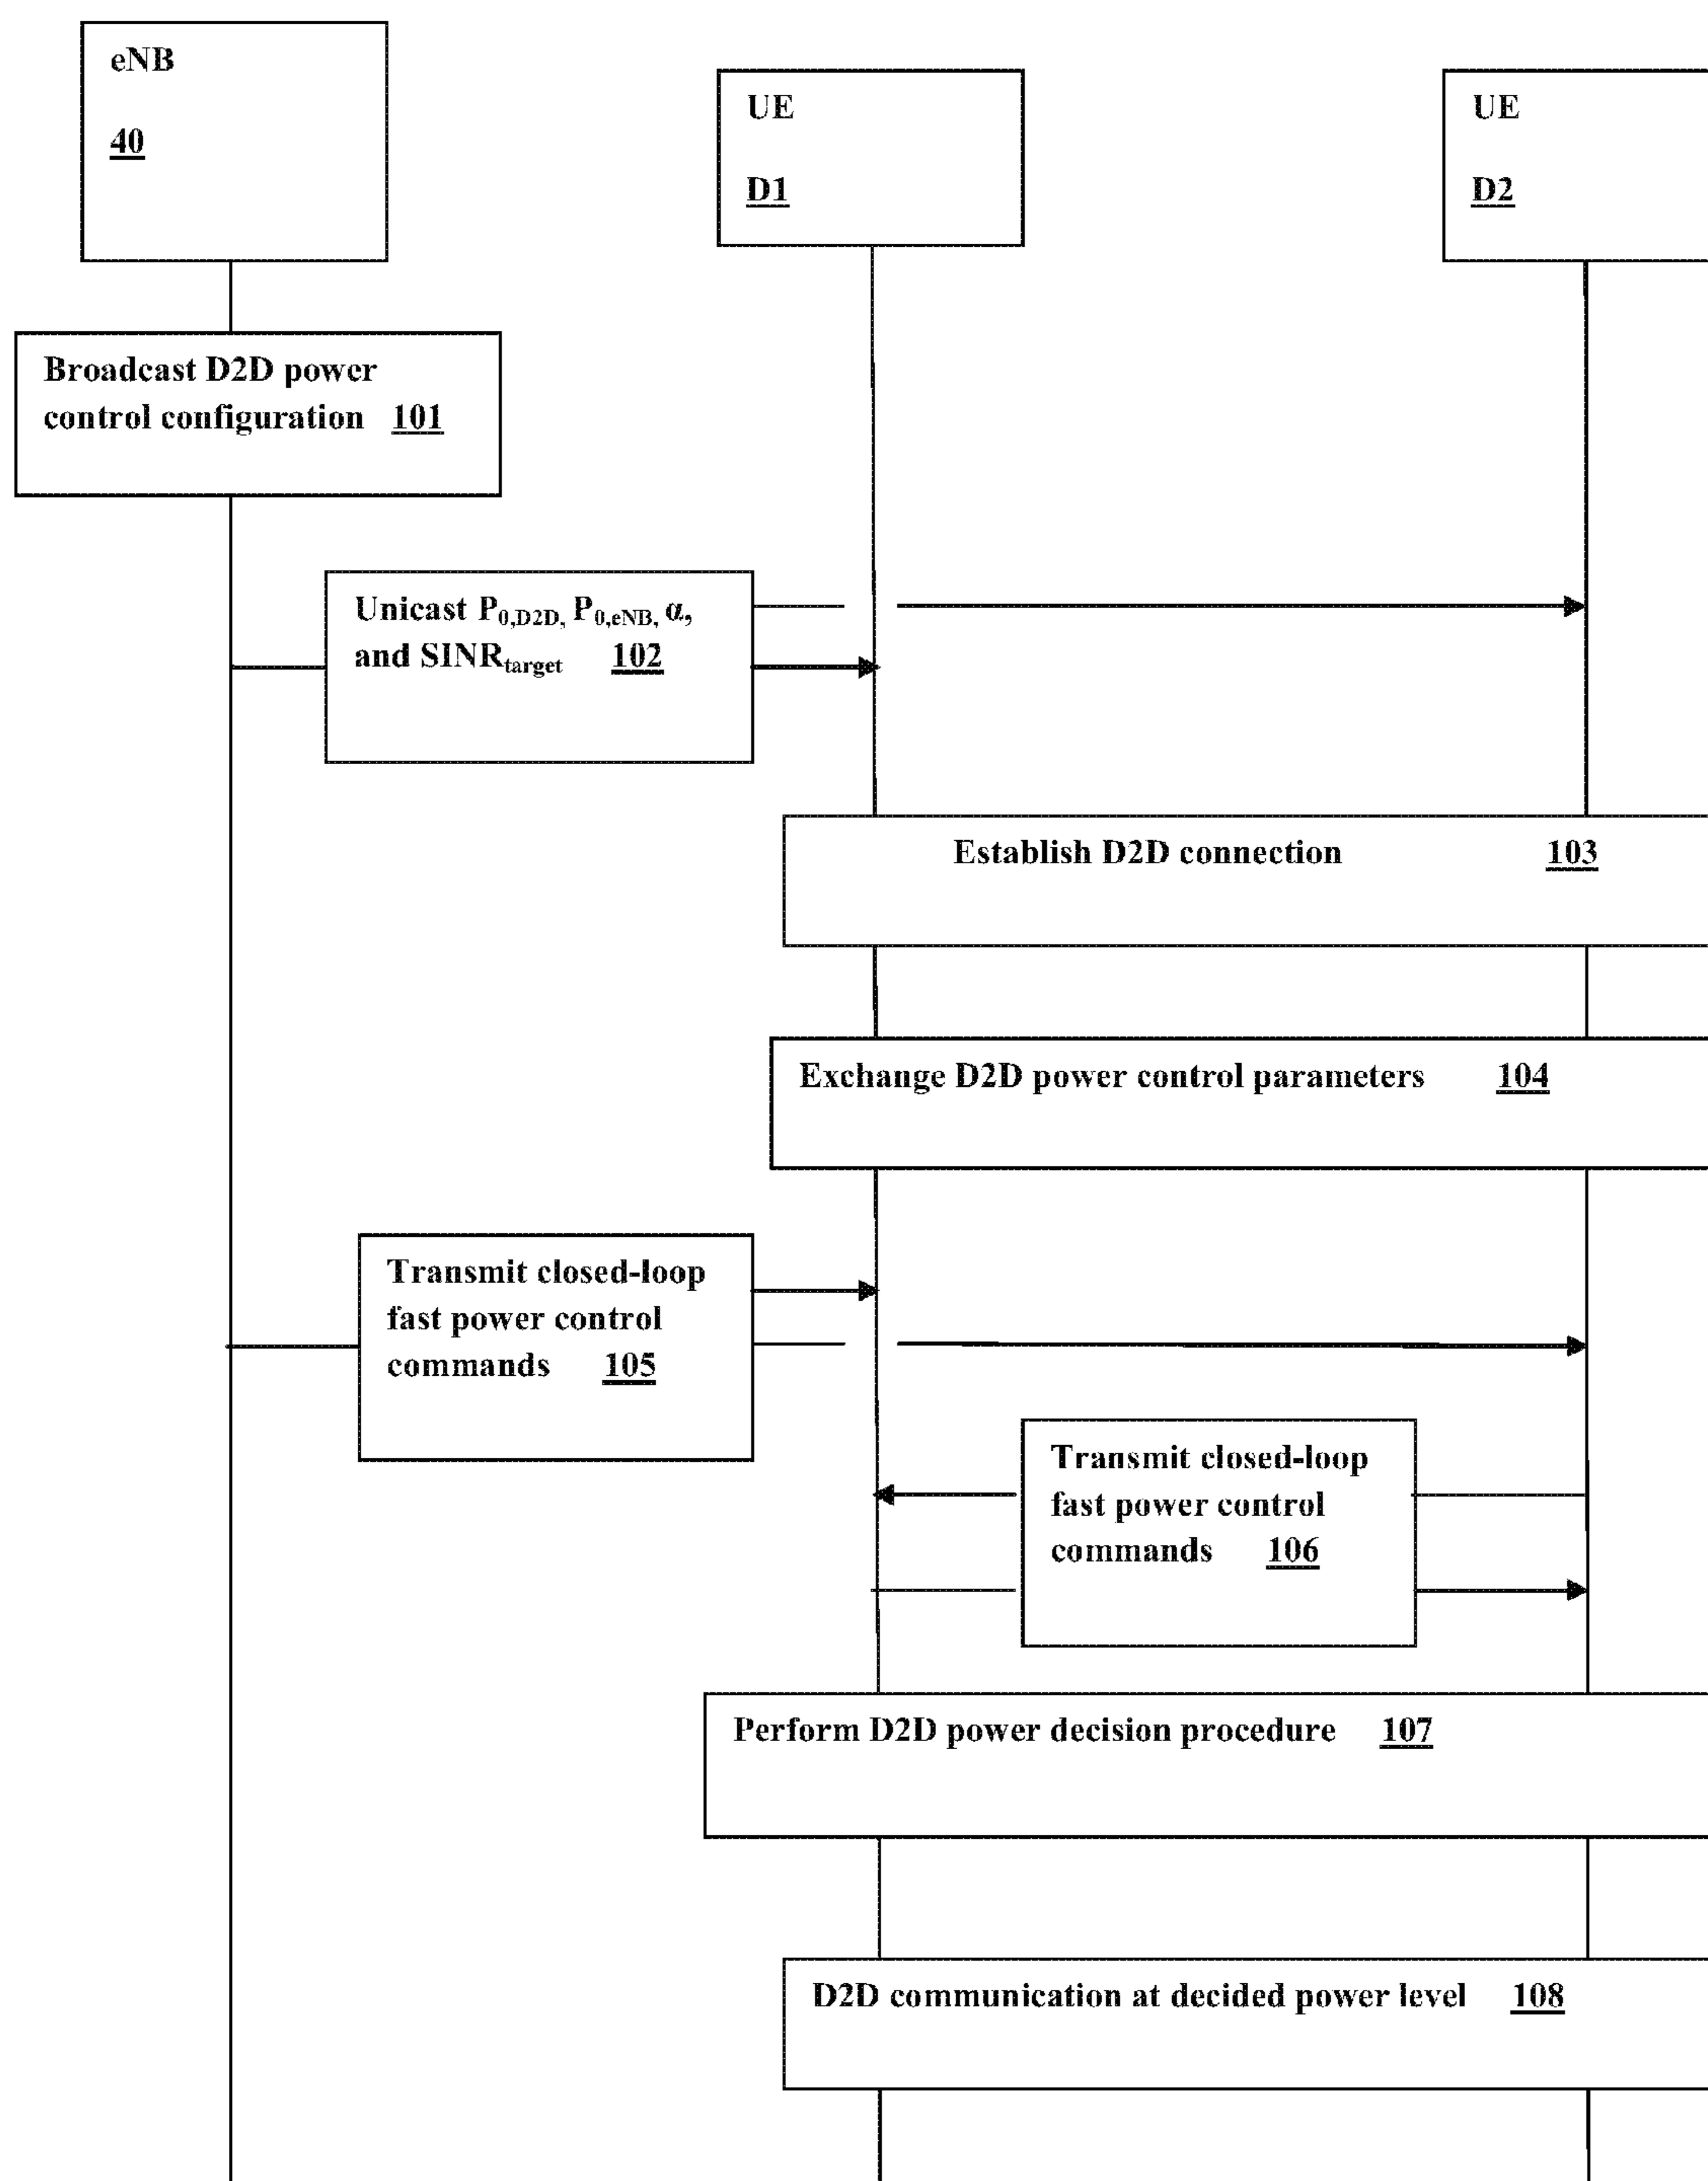 eNB
40
UE
D1
UE
D2
Broadcast D2D power
control configuration 101
Unicast P0,D2D, P0,eNB, α,
and SINRtarget 102
Establish D2D connection 103
Exchange D2D power control parameters 104
Transmit closed-loop
fast power control
commands 105
Transmit closed-loop
fast power control
commands 106
Perform D2D power decision procedure 107
D2D communication at decided power level 108